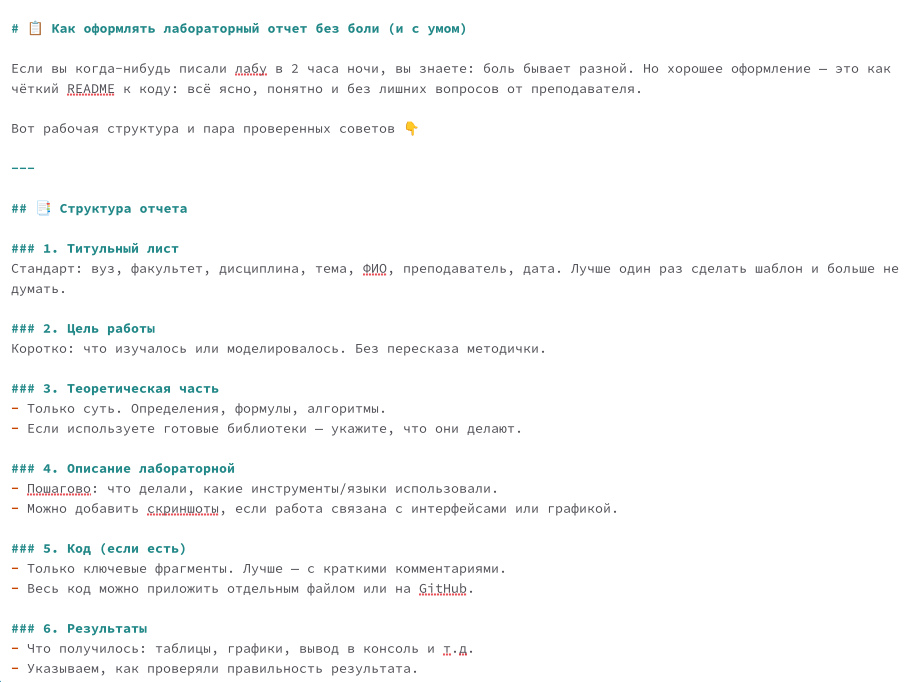 # 📋 Как оформлять лабораторный отчет без боли (и с умом)
Если вы когда-нибудь писали лабу в 2 часа ночи, вы знаете: боль бывает разной. Но хорошее оформление — это как
чёткий README к коду: всё ясно, понятно и без лишних вопросов от преподавателя.
Вот рабочая структура и пара проверенных советов 👇
---
## 📑 Структура отчета
### 1. Титульный лист
Стандарт: вуз, факультет, дисциплина, тема, ФИО, преподаватель, дата. Лучше один раз сделать шаблон и больше не
думать.
### 2. Цель работы
Коротко: что изучалось или моделировалось. Без пересказа методички.
### 3. Теоретическая часть
- Только суть. Определения, формулы, алгоритмы.
- Если используете готовые библиотеки — укажите, что они делают.
### 4. Описание лабораторной
- Пошагово: что делали, какие инструменты/языки использовали.
- Можно добавить скриншоты, если работа связана с интерфейсами или графикой.
### 5. Код (если есть)
- Только ключевые фрагменты. Лучше — с краткими комментариями.
- Весь код можно приложить отдельным файлом или на GitHub.
### 6. Результаты
- Что получилось: таблицы, графики, вывод в консоль и т.д.
- Указываем, как проверяли правильность результата.